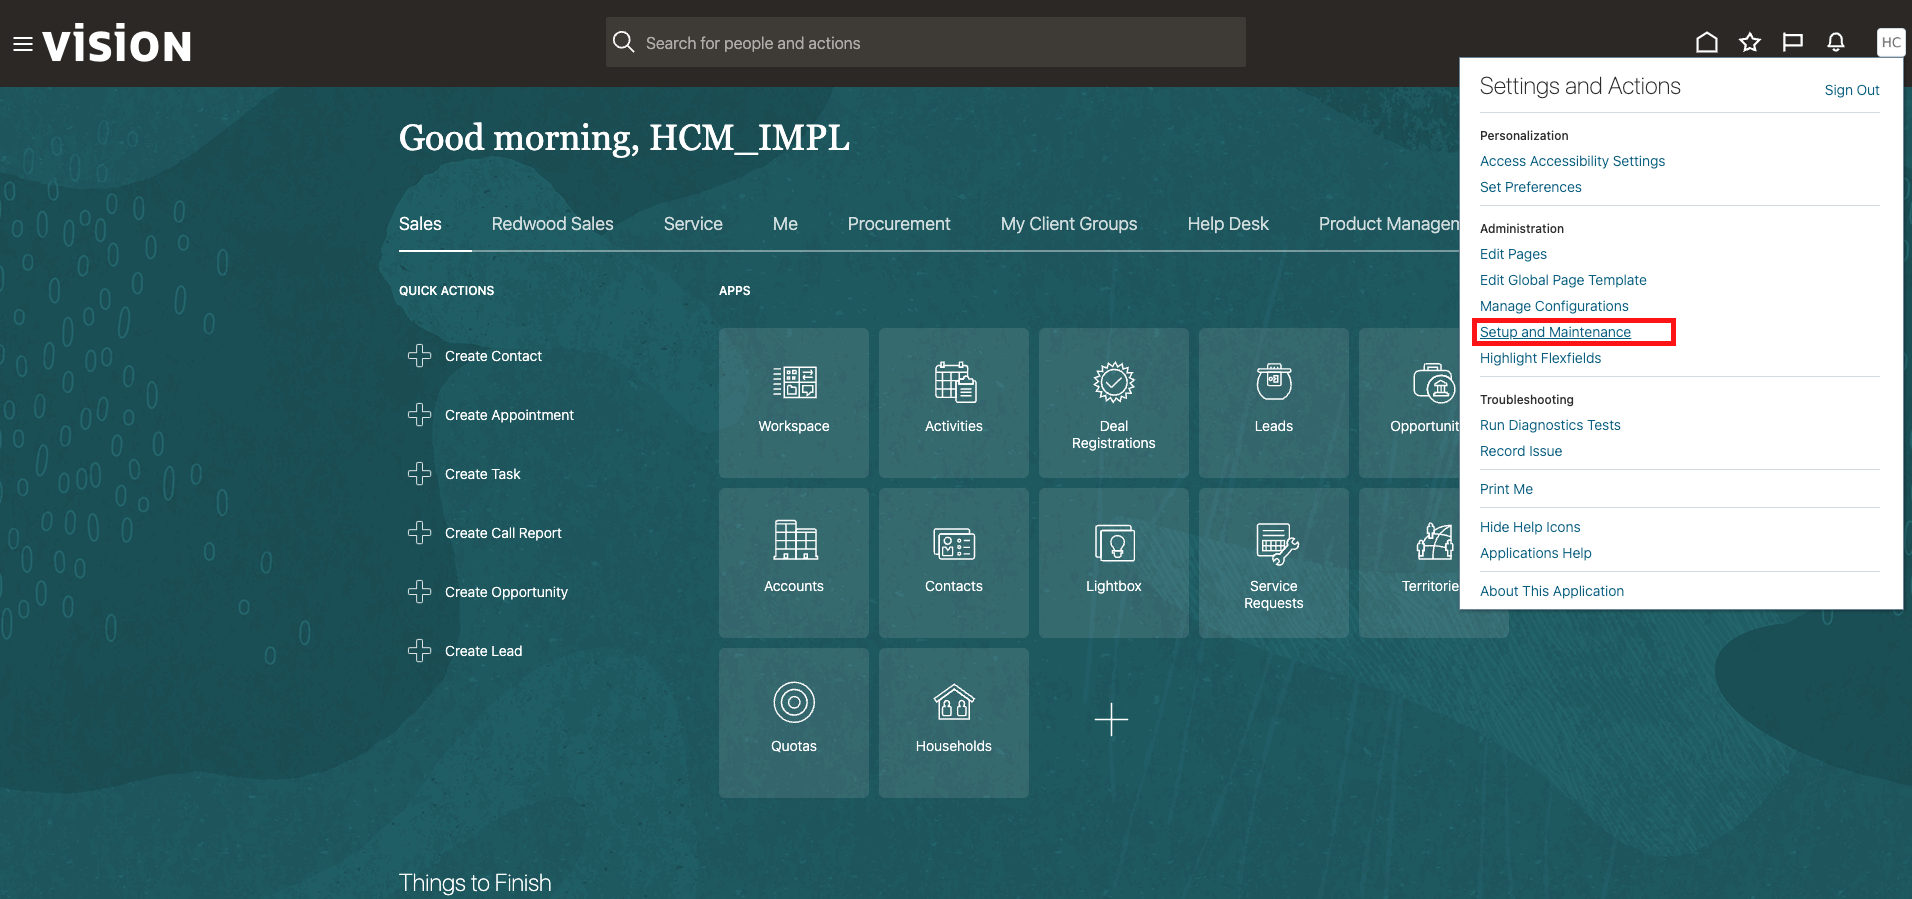 vision
Search for people and actions
HC
Settings and Actions
Sign Out
Good morning, HCM_IMPL
Personalization
Access Accessibility Settings
Set Preferences
Sales Redwood Sales Service Me Procurement My Client Groups Help Desk Product Managen
Administration
Edit Pages
Edit Global Page Template
Manage Configurations
Setup and Maintenance
Highlight Flexfields
Troubleshooting
Run Diagnostics Tests
Record Issue
Print Me
Hide Help Icons
Applications Help
About This Application
QUICK ACTIONS
Create Contact
Create Appointment
Create Task
Create Call Report
Create Opportunity
Create Lead
APPS
Workspace
Activities
Deal
Registrations
Leads
Opportunit
Accounts
Contacts
Lightbox
Service
Requests
Territorie
Quotas
Households
Things to Finish